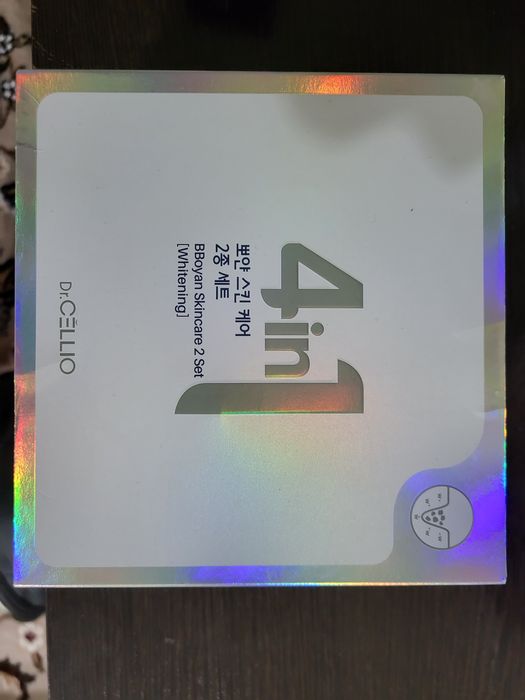 4in1
뽀얀 스킨 케어
2종 세트
BBoyan Skincare 2 Set
[Whitening]
Dr.CELLIO